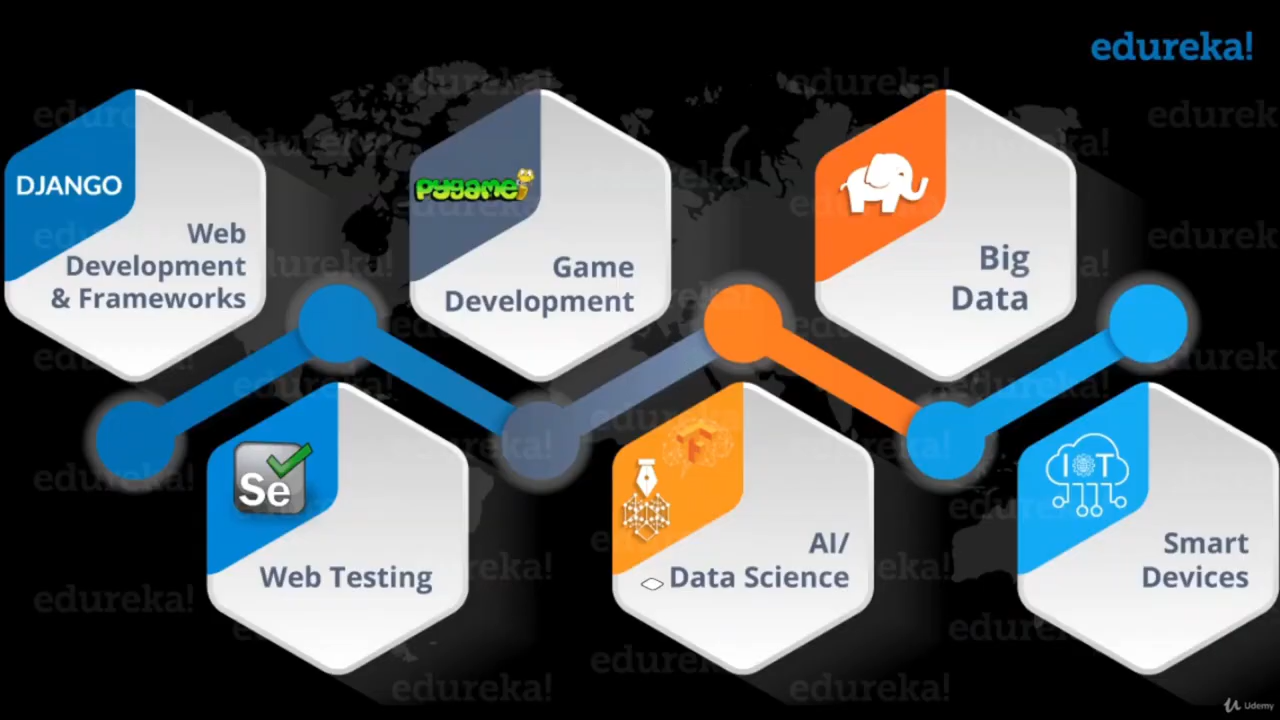 edureka!
DJANGO
Web
Development
& Frameworks
pygame
Game
Development
Big
Data
Se
Web Testing
AI/
Data Science
IOT
Smart
Devices
Udemy